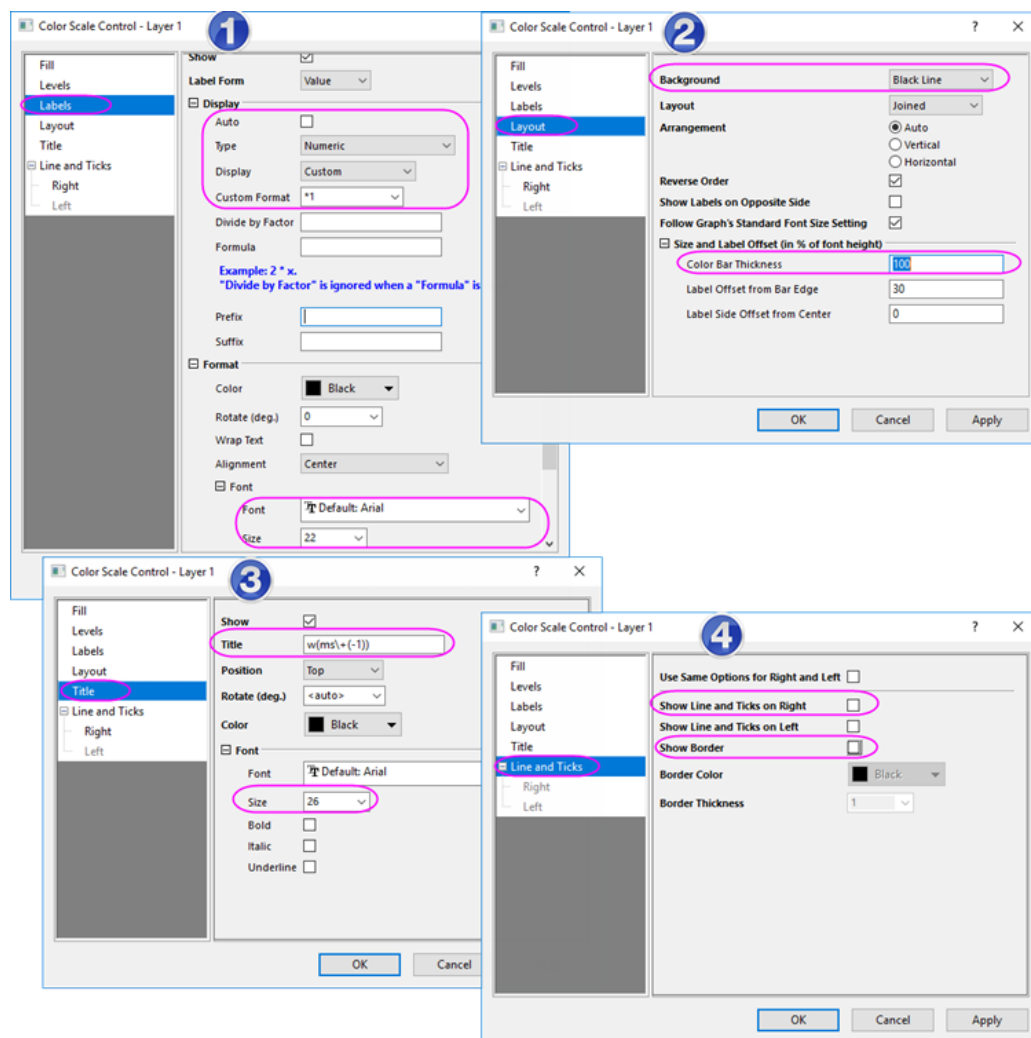 Color Scale Control - Layer 1
1
Fill
Levels
Labels
Layout
Title
Line and Ticks
Right
Left
Show
Label Form Value
Display
Auto
Type Numeric
Display Custom
Custom Format *1
Divide by Factor
Formula
Example: 2 * x.
"Divide by Factor" is ignored when a "Formula" is
Prefix
Suffix
Format
Color Black
Rotate (deg.) 0
Wrap Text
Alignment Center
Font
Font Default: Arial
Size 22
Color Scale Control - Layer 1 ?
2
Fill
Levels
Labels
Layout
Title
Line and Ticks
Right
Left
Background Black Line
Layout Joined
Arrangement Auto
Vertical
Horizontal
Reverse Order
Show Labels on Opposite Side
Follow Graph's Standard Font Size Setting
Size and Label Offset (in % of font height)
Color Bar Thickness 100
Label Offset from Bar Edge 30
Label Side Offset from Center 0
OK Cancel Apply
Color Scale Control - Layer 1 ?
3
Fill
Levels
Labels
Layout
Title
Line and Ticks
Right
Left
Show
Title w(ms\+(-1))
Position Top
Rotate (deg.) <auto>
Color Black
Font
Font Default: Arial
Size 26
Bold
Italic
Underline
OK Cancel
Color Scale Control - Layer 1 ?
4
Fill
Levels
Labels
Layout
Title
Line and Ticks
Right
Left
Use Same Options for Right and Left
Show Line and Ticks on Right
Show Line and Ticks on Left
Show Border
Border Color Black
Border Thickness 1
OK Cancel Apply